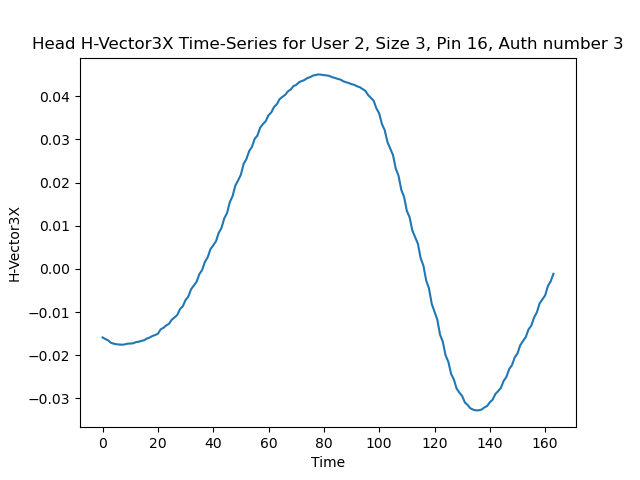 Head H-Vector3X Time-Series for User 2, Size 3, Pin 16, Auth number 3
H-Vector3X
0.04
0.03
0.02
0.01
0.00
−0.01
−0.02
−0.03
0 20 40 60 80 100 120 140 160
Time